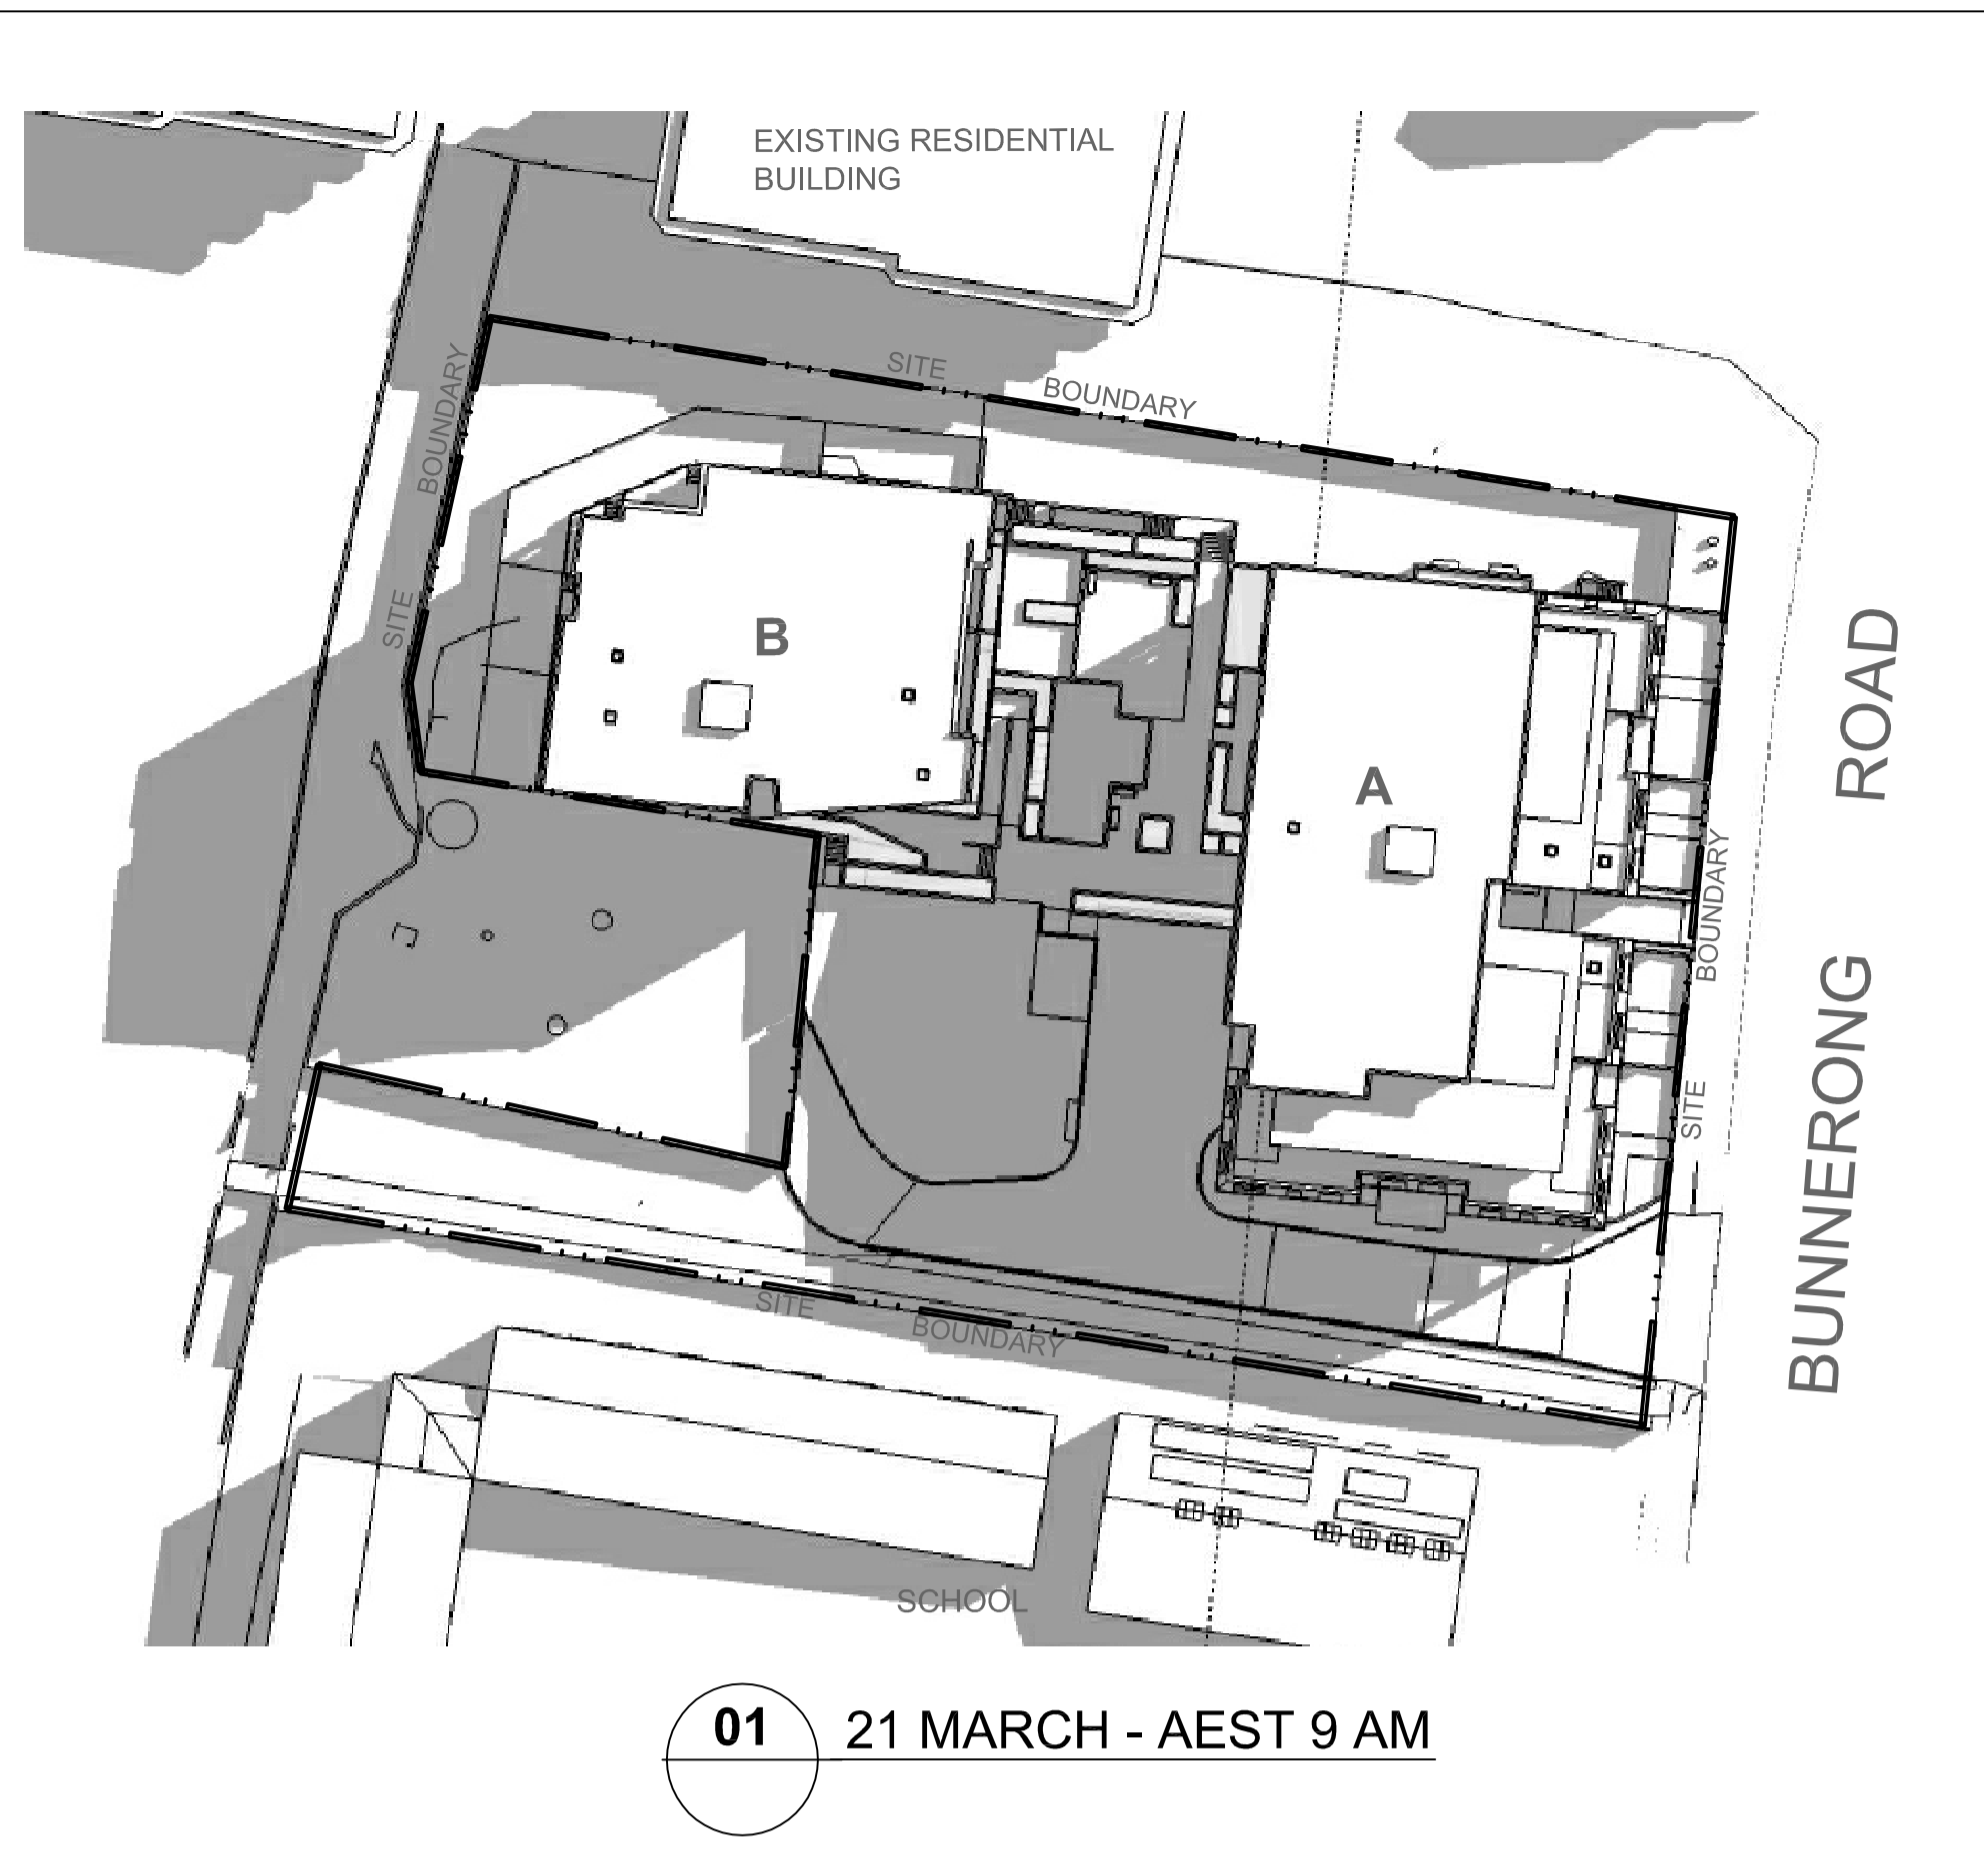 EXISTING RESIDENTIAL
BUILDING
SITE
BOUNDARY
SITE
BOUNDARY
B
A
BUNNERONG ROAD
SITE
BOUNDARY
SITE
BOUNDARY
SCHOOL
01
21 MARCH - AEST 9 AM